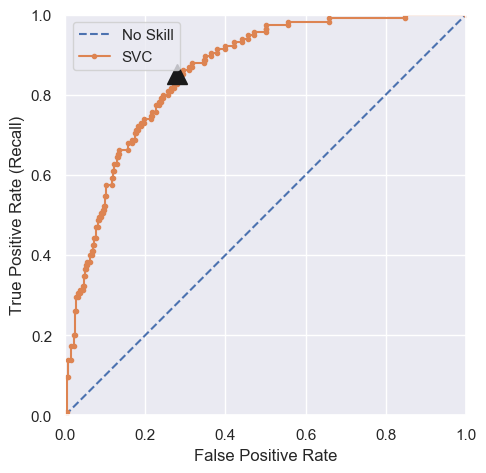 No Skill
SVC
1.0
0.8
0.6
0.4
0.2
0.0
True Positive Rate (Recall)
0.0 0.2 0.4 0.6 0.8 1.0
False Positive Rate